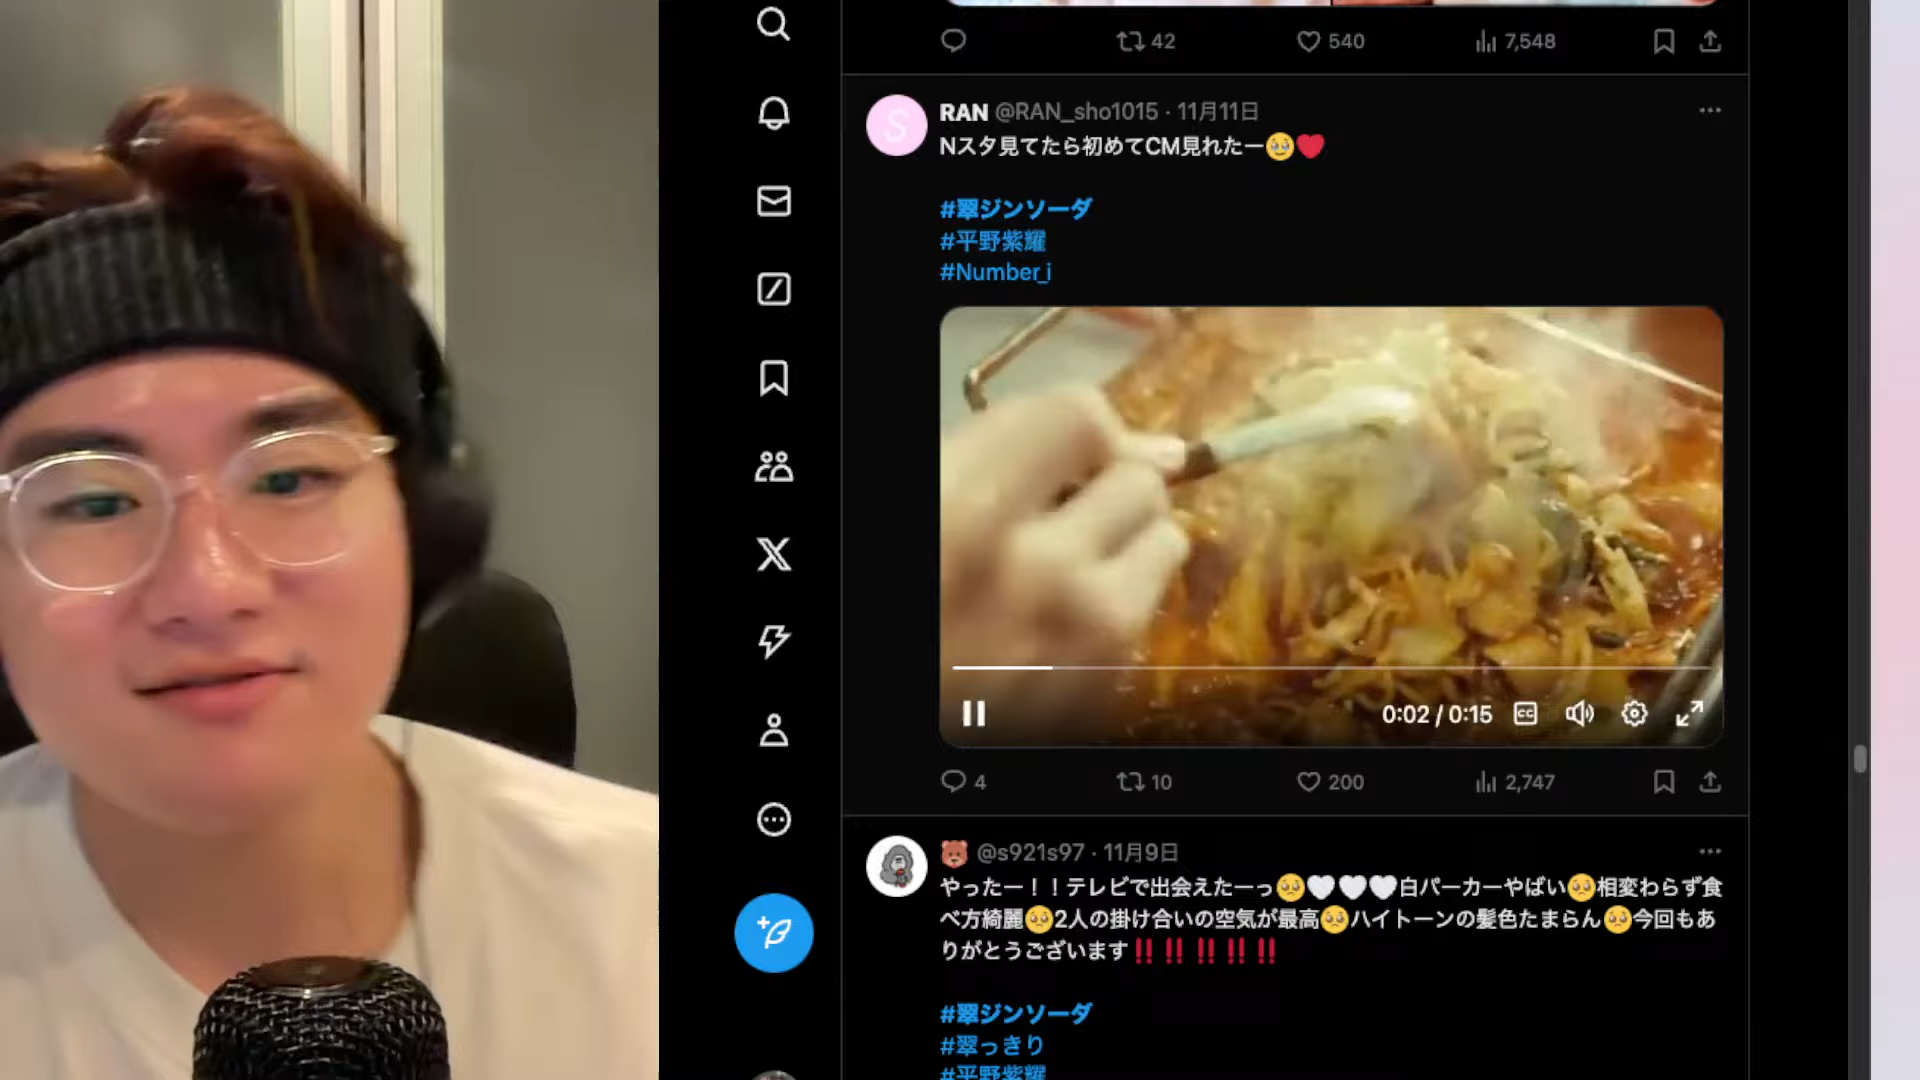 42
540
7,548
S
RAN @RAN_sho1015 · 11月11日
Nスタ見てたら初めてCM見れたー🥹❤️
#翠ジンソーダ
#平野紫耀
#Number_i
0:02 / 0:15
CC
4
10
200
2,747
🐻 @s921s97 · 11月9日
やったー！！テレビで出会えたーっ🥺🤍🤍🤍白パーカーやばい🥺相変わらず食
べ方綺麗🥺2人の掛け合いの空気が最高🥺ハイトーンの髪色たまらん🥺今回もあ
りがとうございます‼️‼️‼️‼️‼️
#翠ジンソーダ
#翠っきり
#平野紫耀